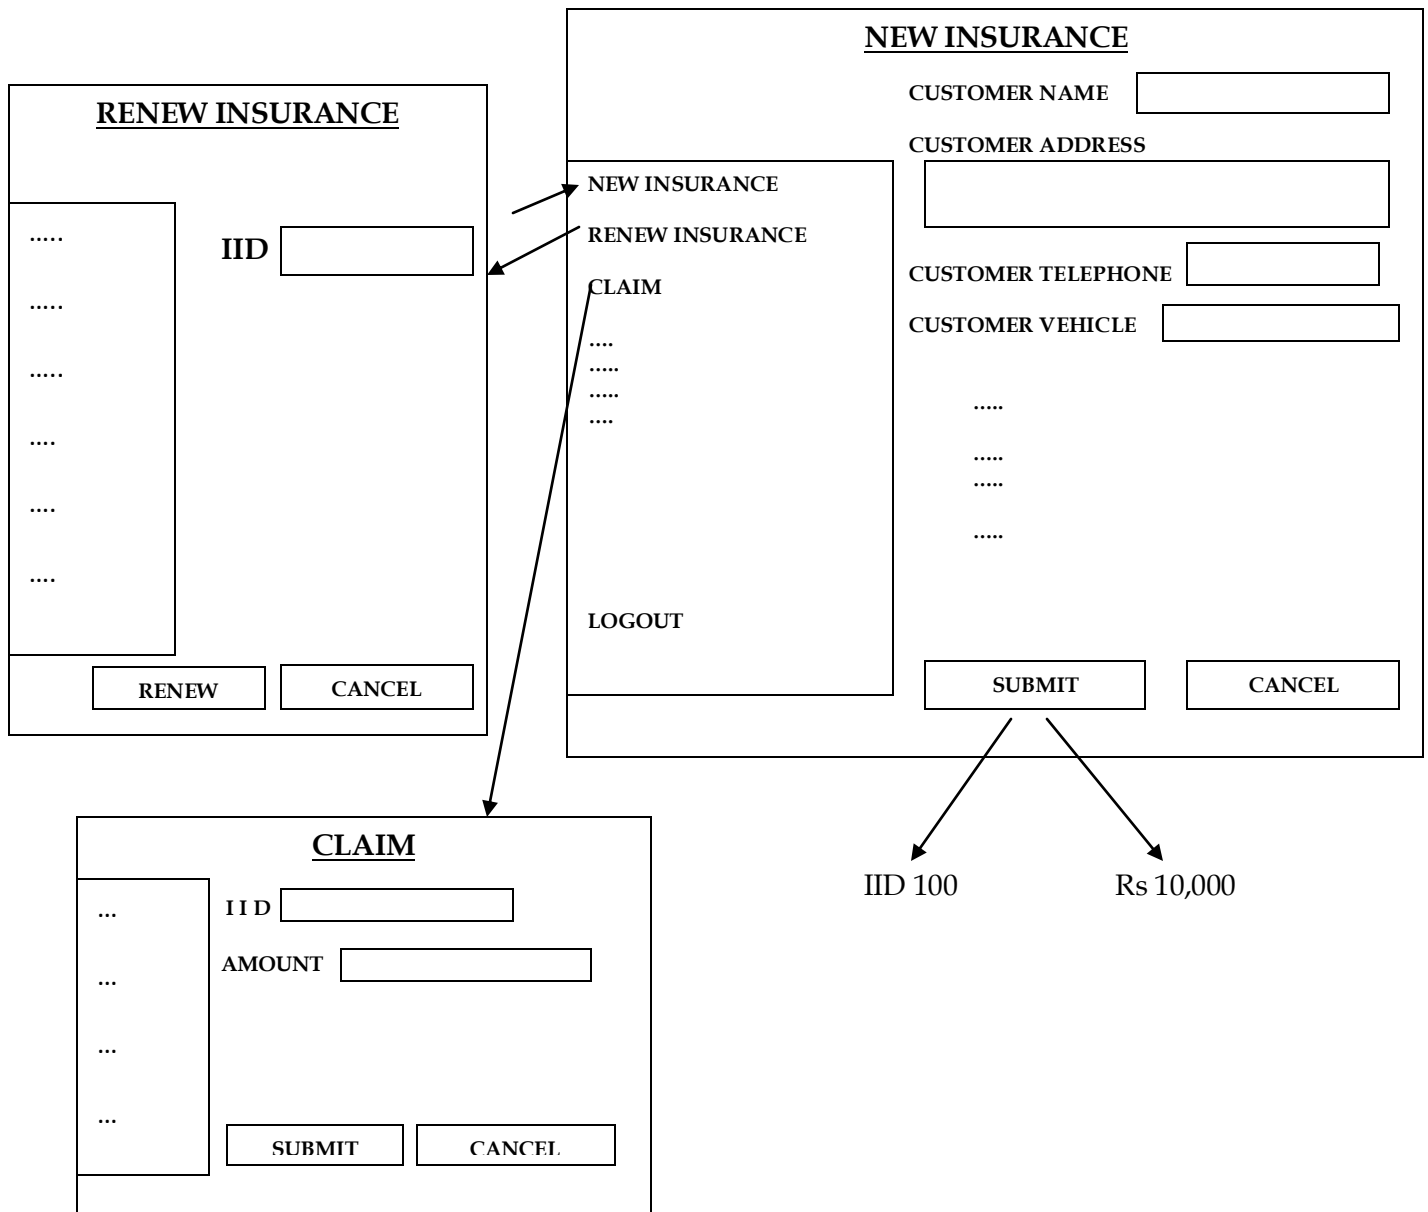 RENEW INSURANCE
.....
IID
.....
.....
....
....
....
RENEW
CANCEL
NEW INSURANCE
CUSTOMER NAME
CUSTOMER ADDRESS
NEW INSURANCE
RENEW INSURANCE
CLAIM
....
.....
.....
....
LOGOUT
CUSTOMER TELEPHONE
CUSTOMER VEHICLE
.....
.....
.....
.....
SUBMIT
CANCEL
IID 100
Rs 10,000
CLAIM
...
I I D
AMOUNT
...
...
...
SUBMIT
CANCEL